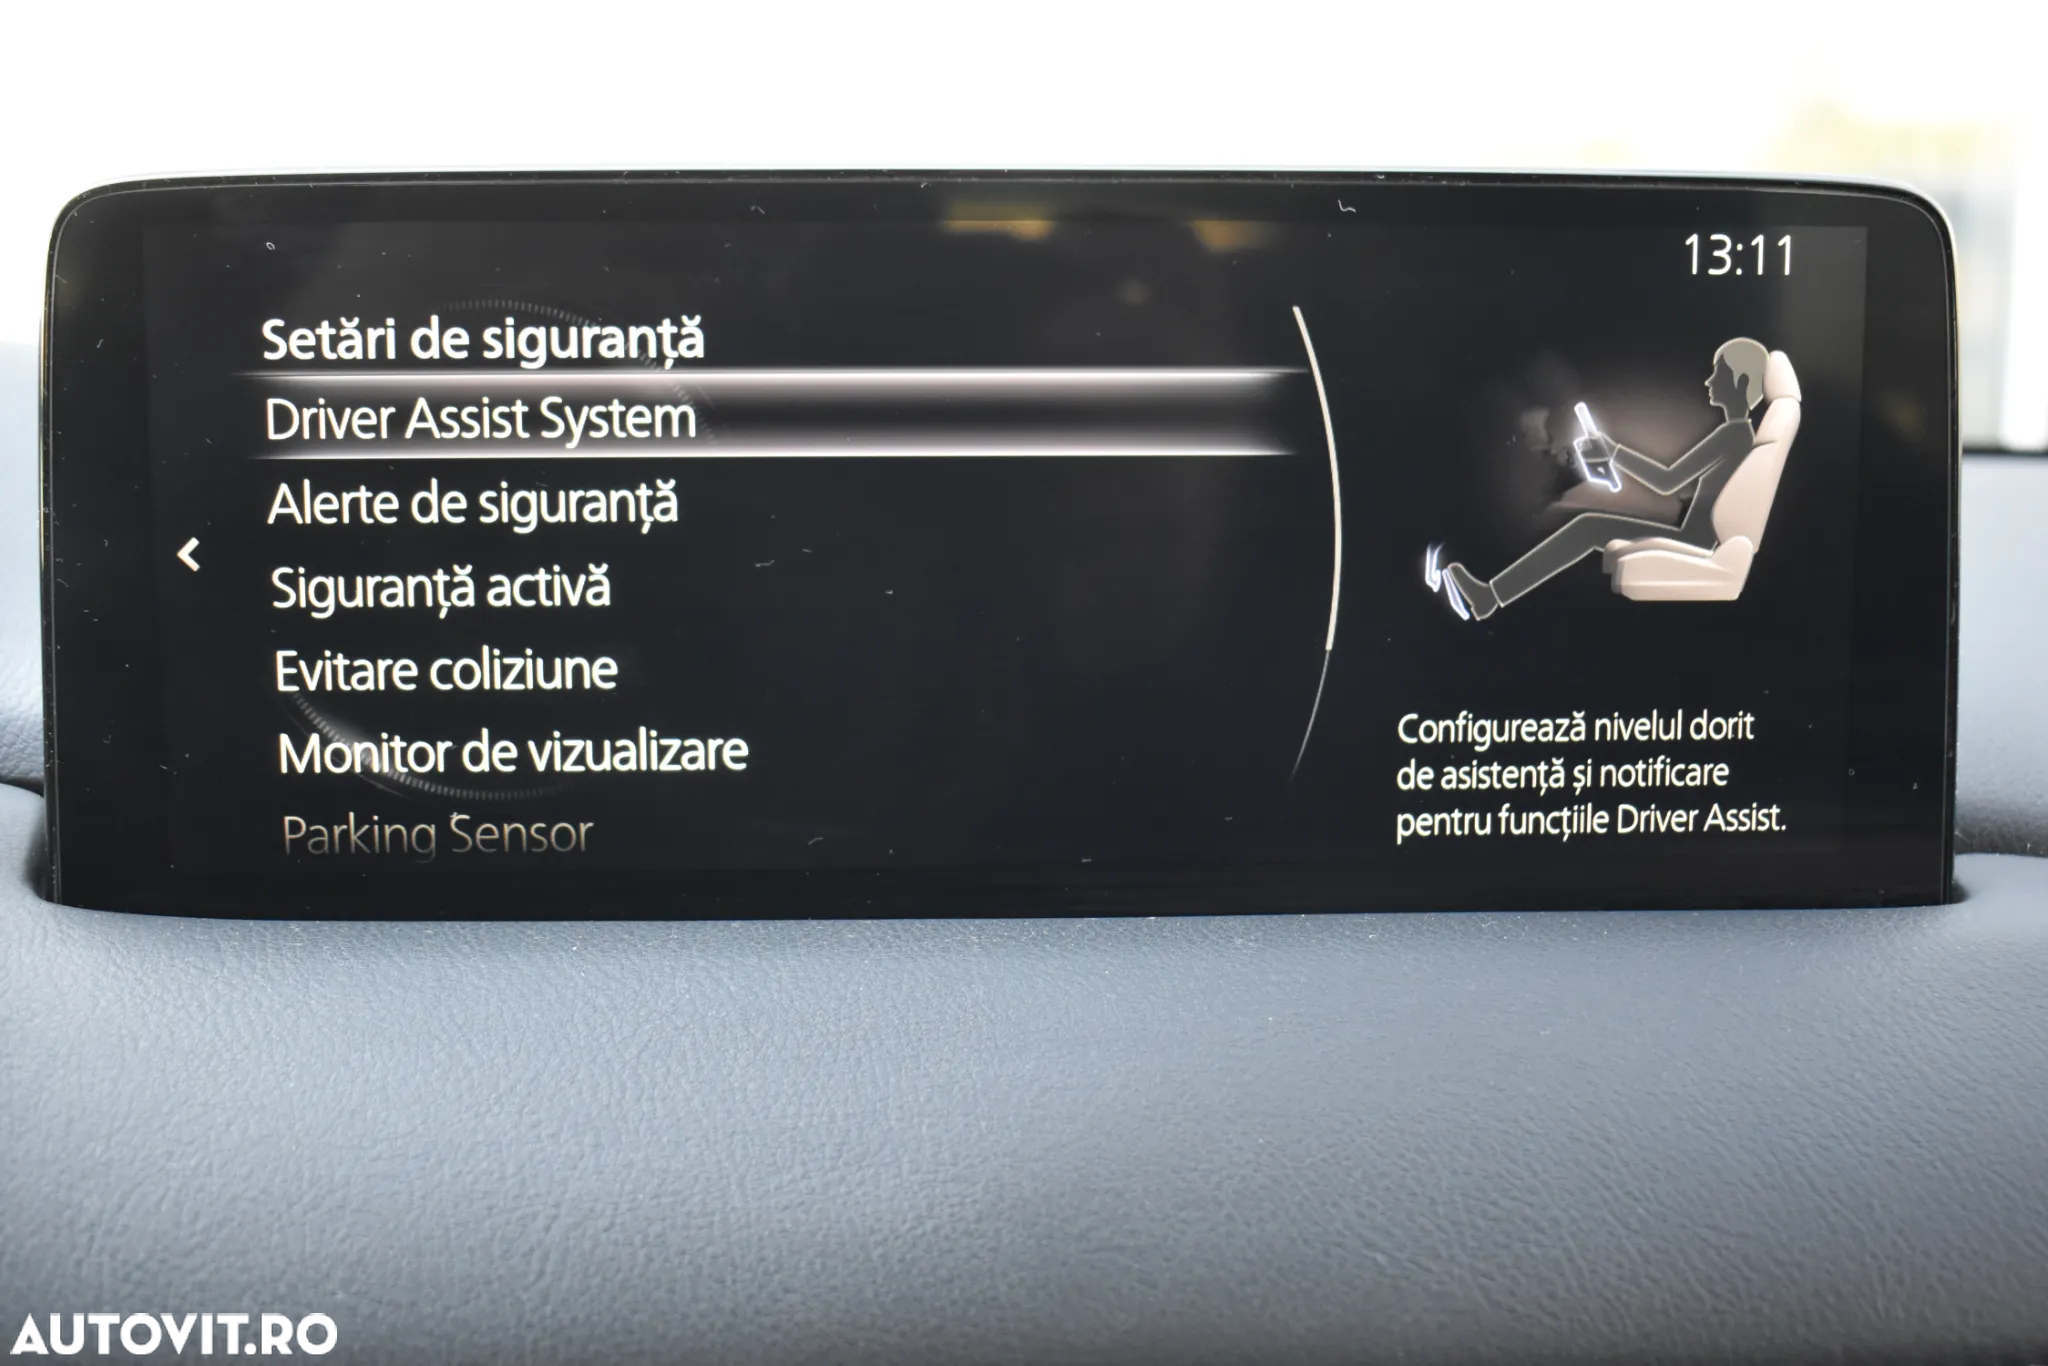 13:11
Setări de siguranță
Driver Assist System
Alerte de siguranță
Siguranță activă
Evitare coliziune
Monitor de vizualizare
Parking Sensor
Configurează nivelul dorit
de asistență și notificare
pentru funcțiile Driver Assist.
AUTOVIT.RO